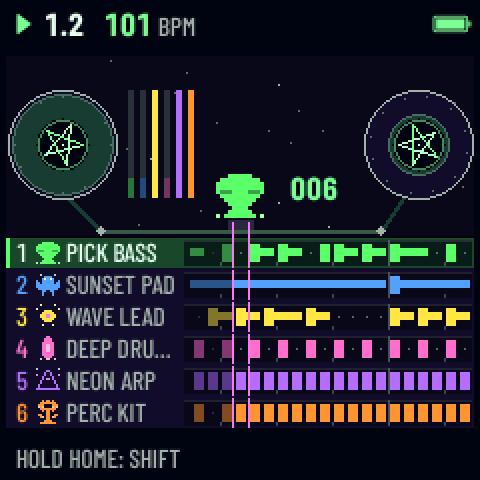 1.2 101 BPM
006
1 PICK BASS
2 SUNSET PAD
3 WAVE LEAD
4 DEEP DRU...
5 NEON ARP
6 PERC KIT
HOLD HOME: SHIFT